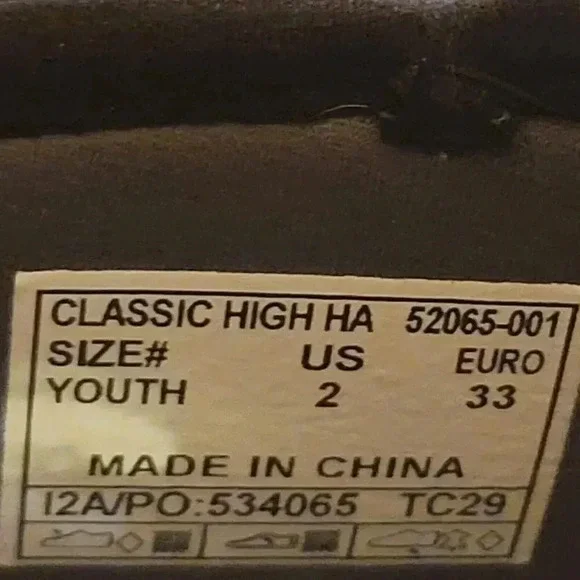 CLASSIC HIGH HA 52065-001
SIZE# US EURO
YOUTH 2 33
MADE IN CHINA
I2A/PO:534065 TC29